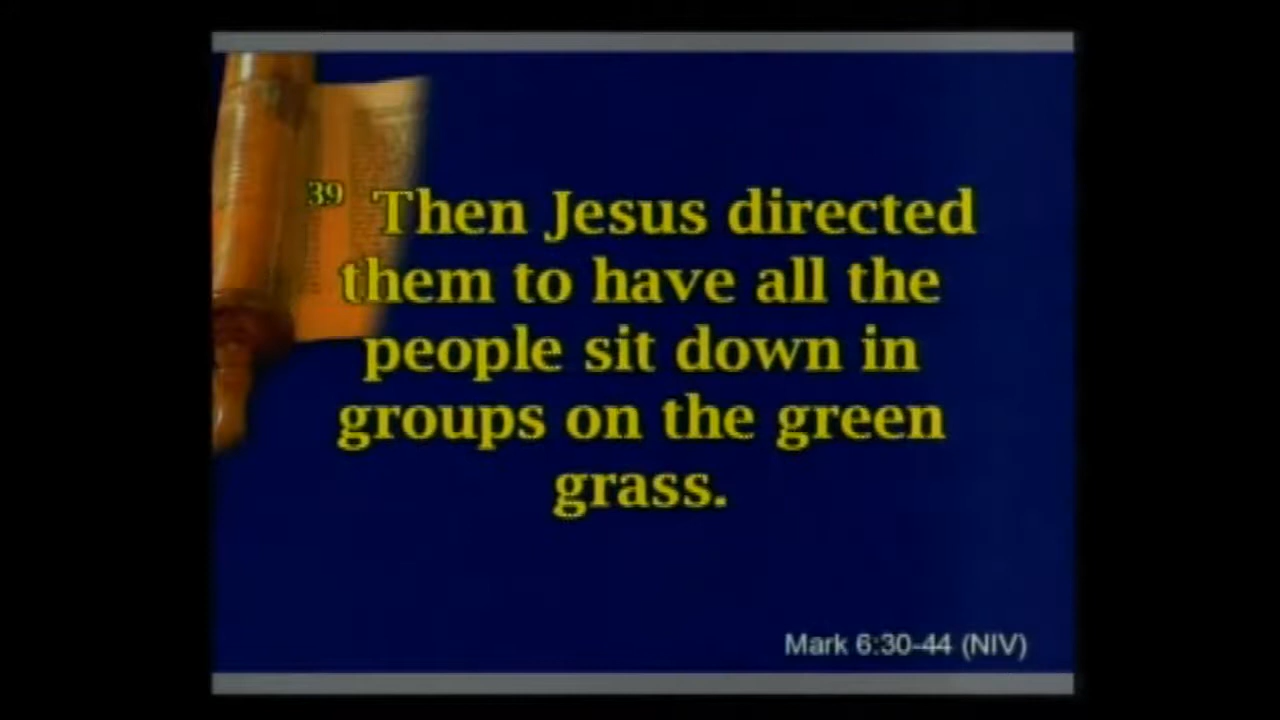 39 Then Jesus directed
them to have all the
people sit down in
groups on the green
grass.
Mark 6:30-44 (NIV)